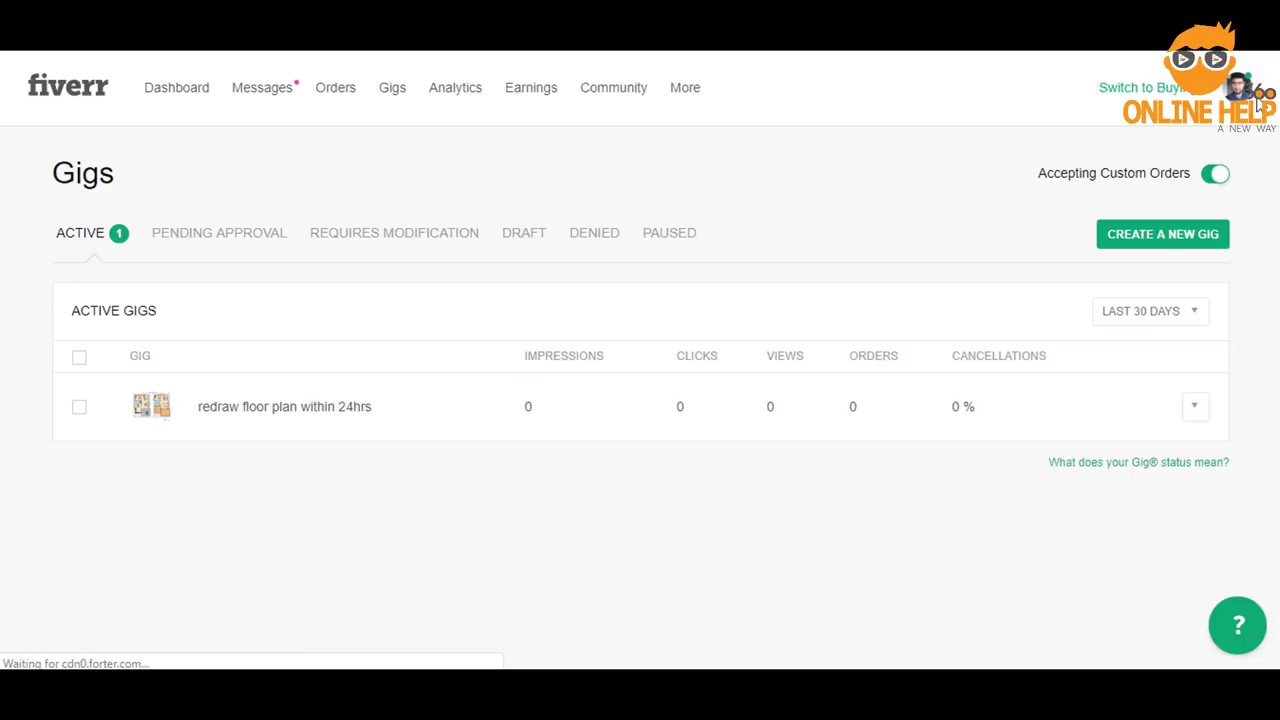 fiverr Dashboard Messages Orders Gigs Analytics Earnings Community More Switch to Buy
360
ONLINE HELP
A NEW WAY
Gigs
Accepting Custom Orders
ACTIVE 1 PENDING APPROVAL REQUIRES MODIFICATION DRAFT DENIED PAUSED CREATE A NEW GIG
ACTIVE GIGS LAST 30 DAYS
GIG IMPRESSIONS CLICKS VIEWS ORDERS CANCELLATIONS
redraw floor plan within 24hrs 0 0 0 0 0 %
What does your Gig® status mean?
?
Waiting for cdn0.forter.com...